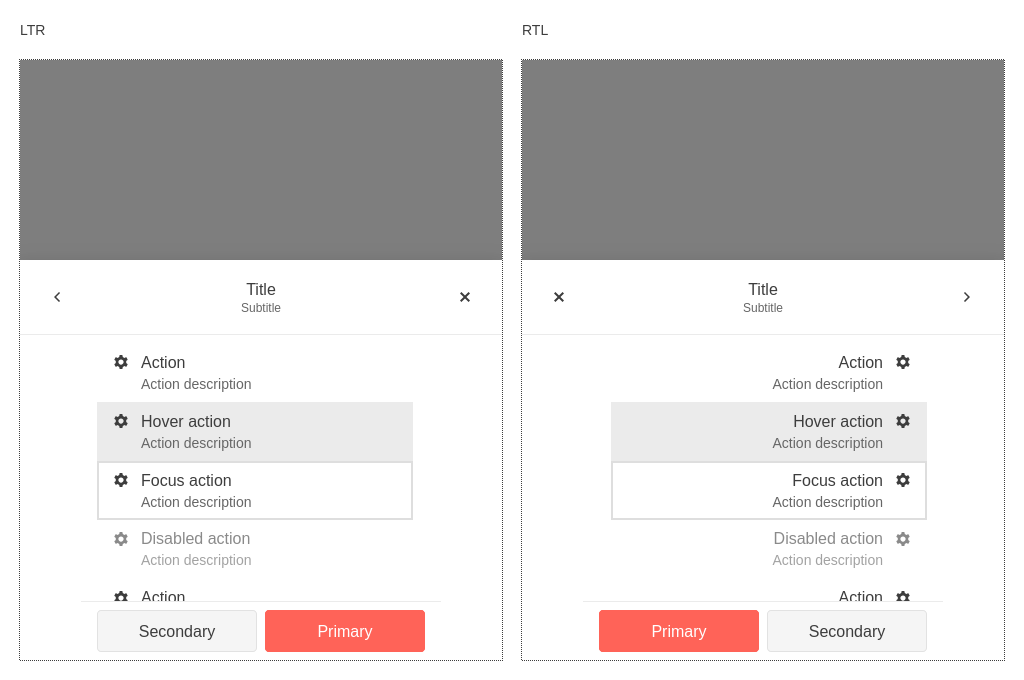 LTR
Title
Subtitle
Action
Action description
Hover action
Action description
Focus action
Action description
Disabled action
Action description
Action
Secondary
Primary
RTL
Title
Subtitle
Action
Action description
Hover action
Action description
Focus action
Action description
Disabled action
Action description
Action
Primary
Secondary